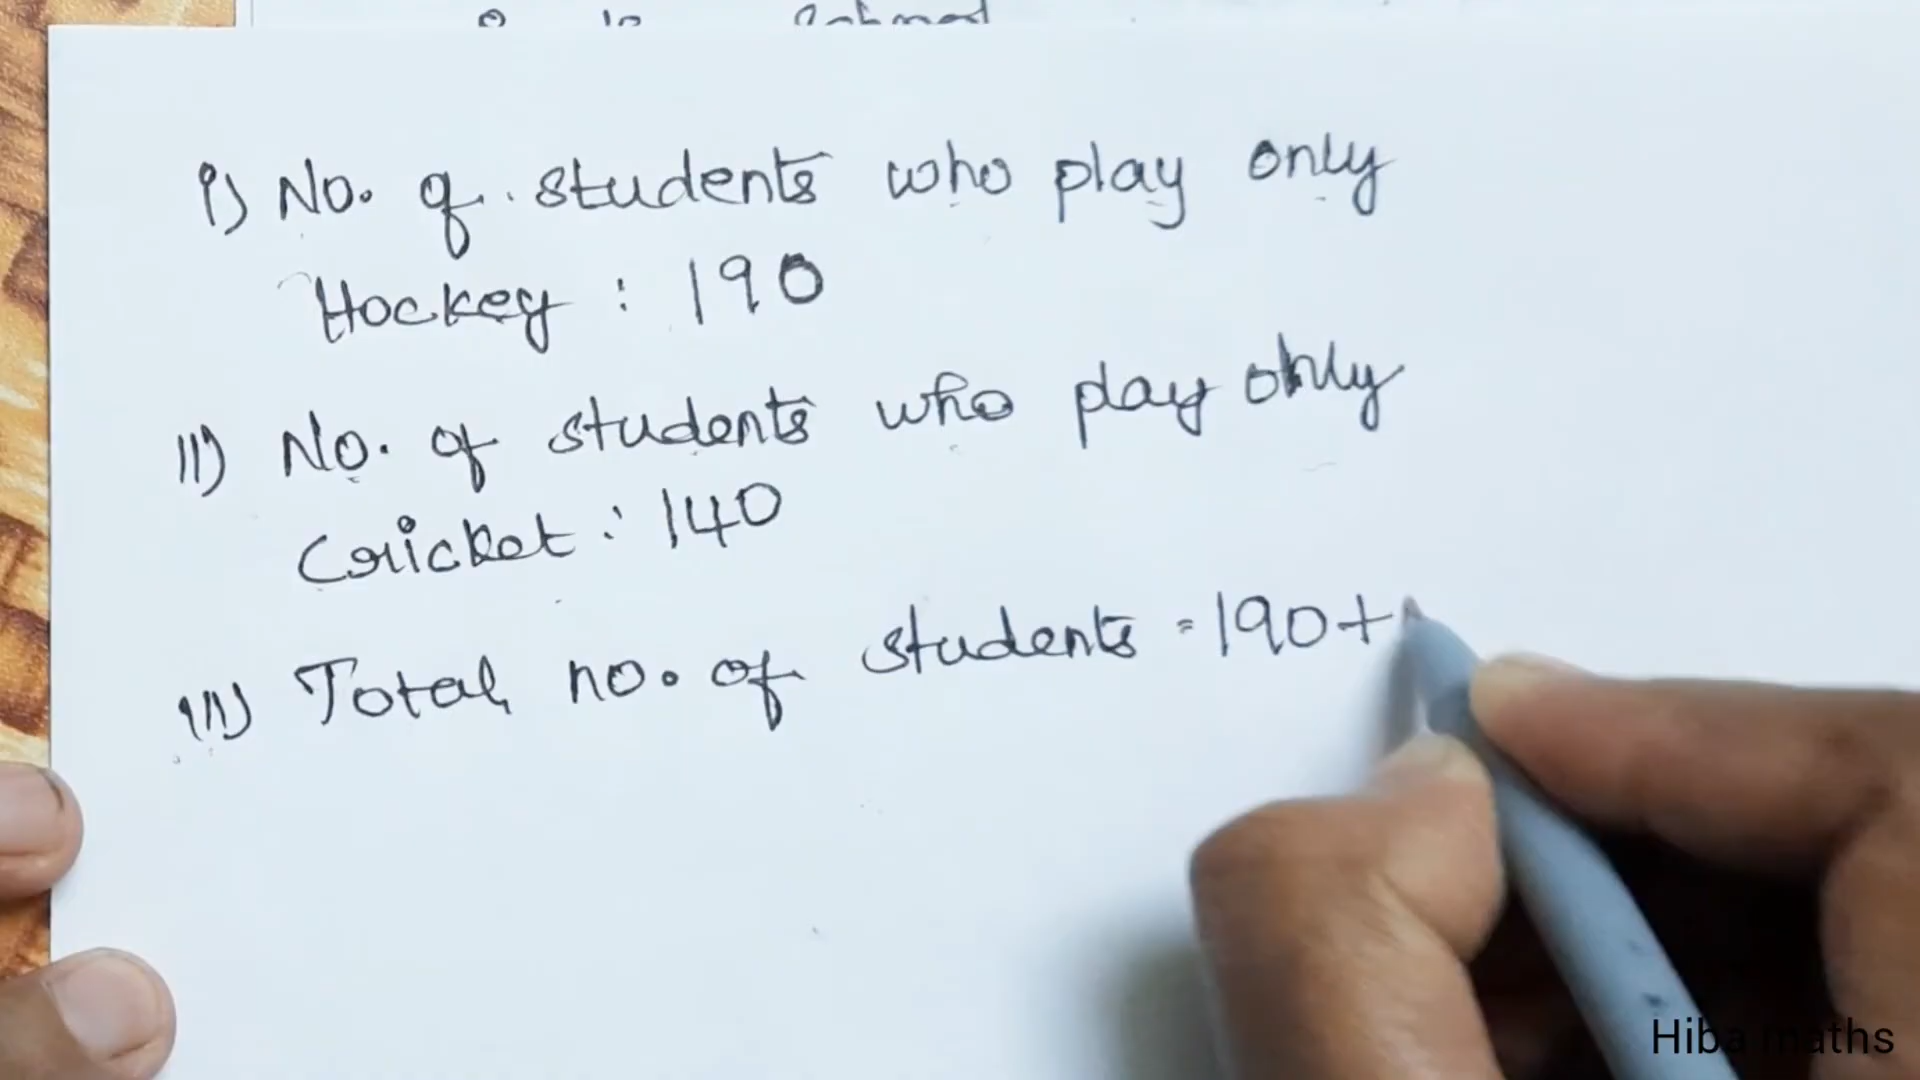 i) No. of students who play only
Hockey : 190
ii) No. of students who play only
Cricket : 140
iii) Total no. of students = 190 +
Hiba maths